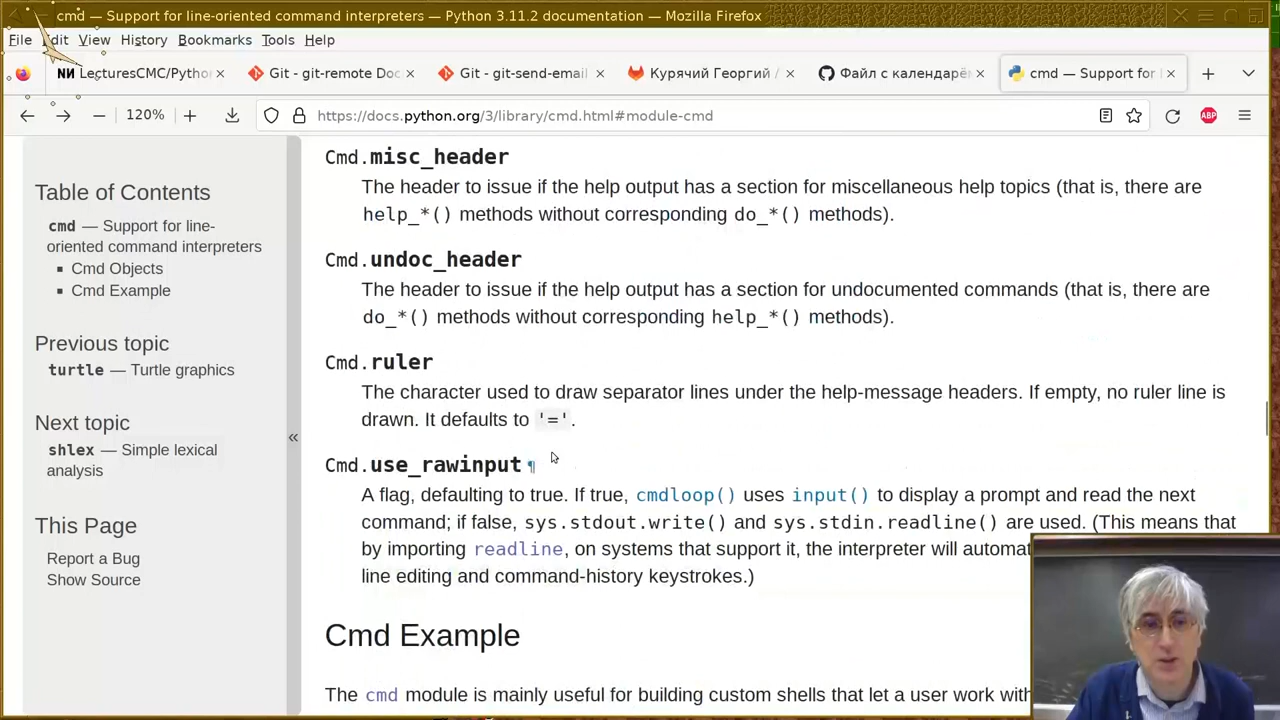 cmd — Support for line-oriented command interpreters — Python 3.11.2 documentation — Mozilla Firefox
File Edit View History Bookmarks Tools Help
LecturesCMC/Python
Git - git-remote Doc
Git - git-send-email
Курячий Георгий /
Файл с календарём
cmd — Support for l
120%
https://docs.python.org/3/library/cmd.html#module-cmd
ABP
Table of Contents
cmd — Support for line-
oriented command interpreters
Cmd Objects
Cmd Example
Previous topic
turtle — Turtle graphics
Next topic
shlex — Simple lexical
analysis
This Page
Report a Bug
Show Source
«
Cmd.misc_header
The header to issue if the help output has a section for miscellaneous help topics (that is, there are
help_*() methods without corresponding do_*() methods).
Cmd.undoc_header
The header to issue if the help output has a section for undocumented commands (that is, there are
do_*() methods without corresponding help_*() methods).
Cmd.ruler
The character used to draw separator lines under the help-message headers. If empty, no ruler line is
drawn. It defaults to '='.
Cmd.use_rawinput ¶
A flag, defaulting to true. If true, cmdloop() uses input() to display a prompt and read the next
command; if false, sys.stdout.write() and sys.stdin.readline() are used. (This means that
by importing readline, on systems that support it, the interpreter will automat
line editing and command-history keystrokes.)
Cmd Example
The cmd module is mainly useful for building custom shells that let a user work with